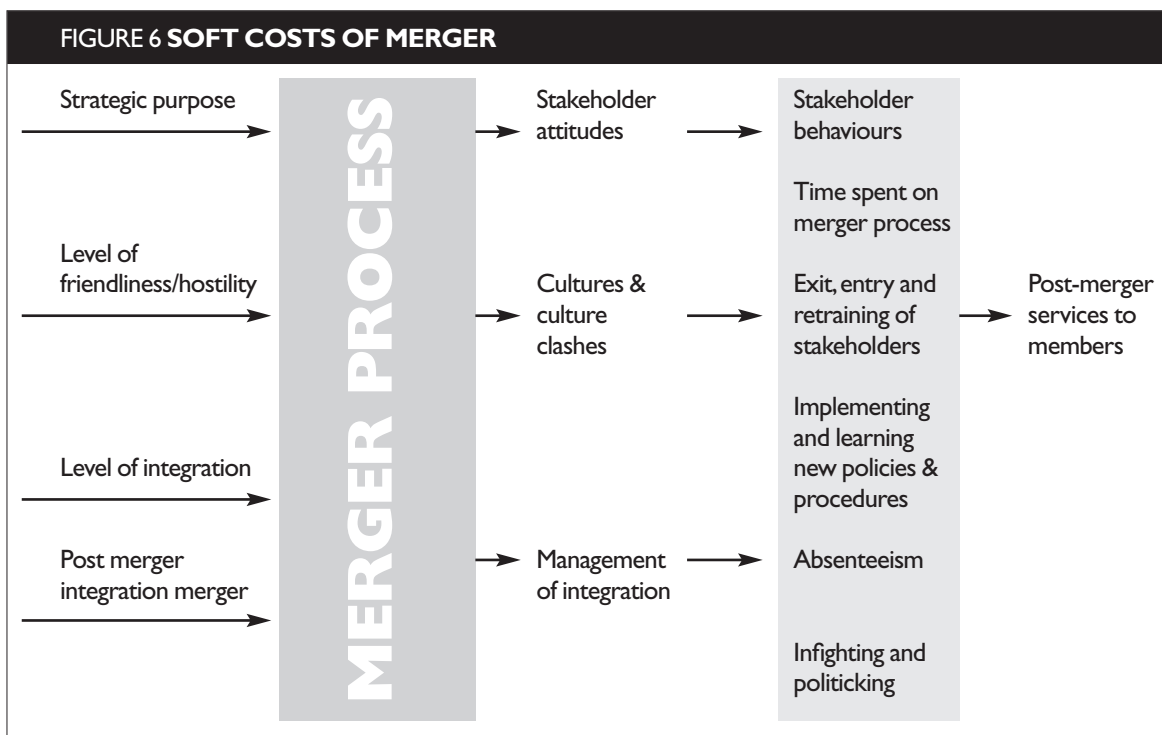 FIGURE 6 SOFT COSTS OF MERGER
Strategic purpose
Level of
friendliness/hostility
Level of integration
Post merger
integration merger
MERGER PROCESS
Stakeholder
attitudes
Cultures &
culture
clashes
Management
of integration
Stakeholder
behaviours
Time spent on
merger process
Exit, entry and
retraining of
stakeholders
Implementing
and learning
new policies &
procedures
Absenteeism
Infighting and
politicking
Post-merger
services to
members